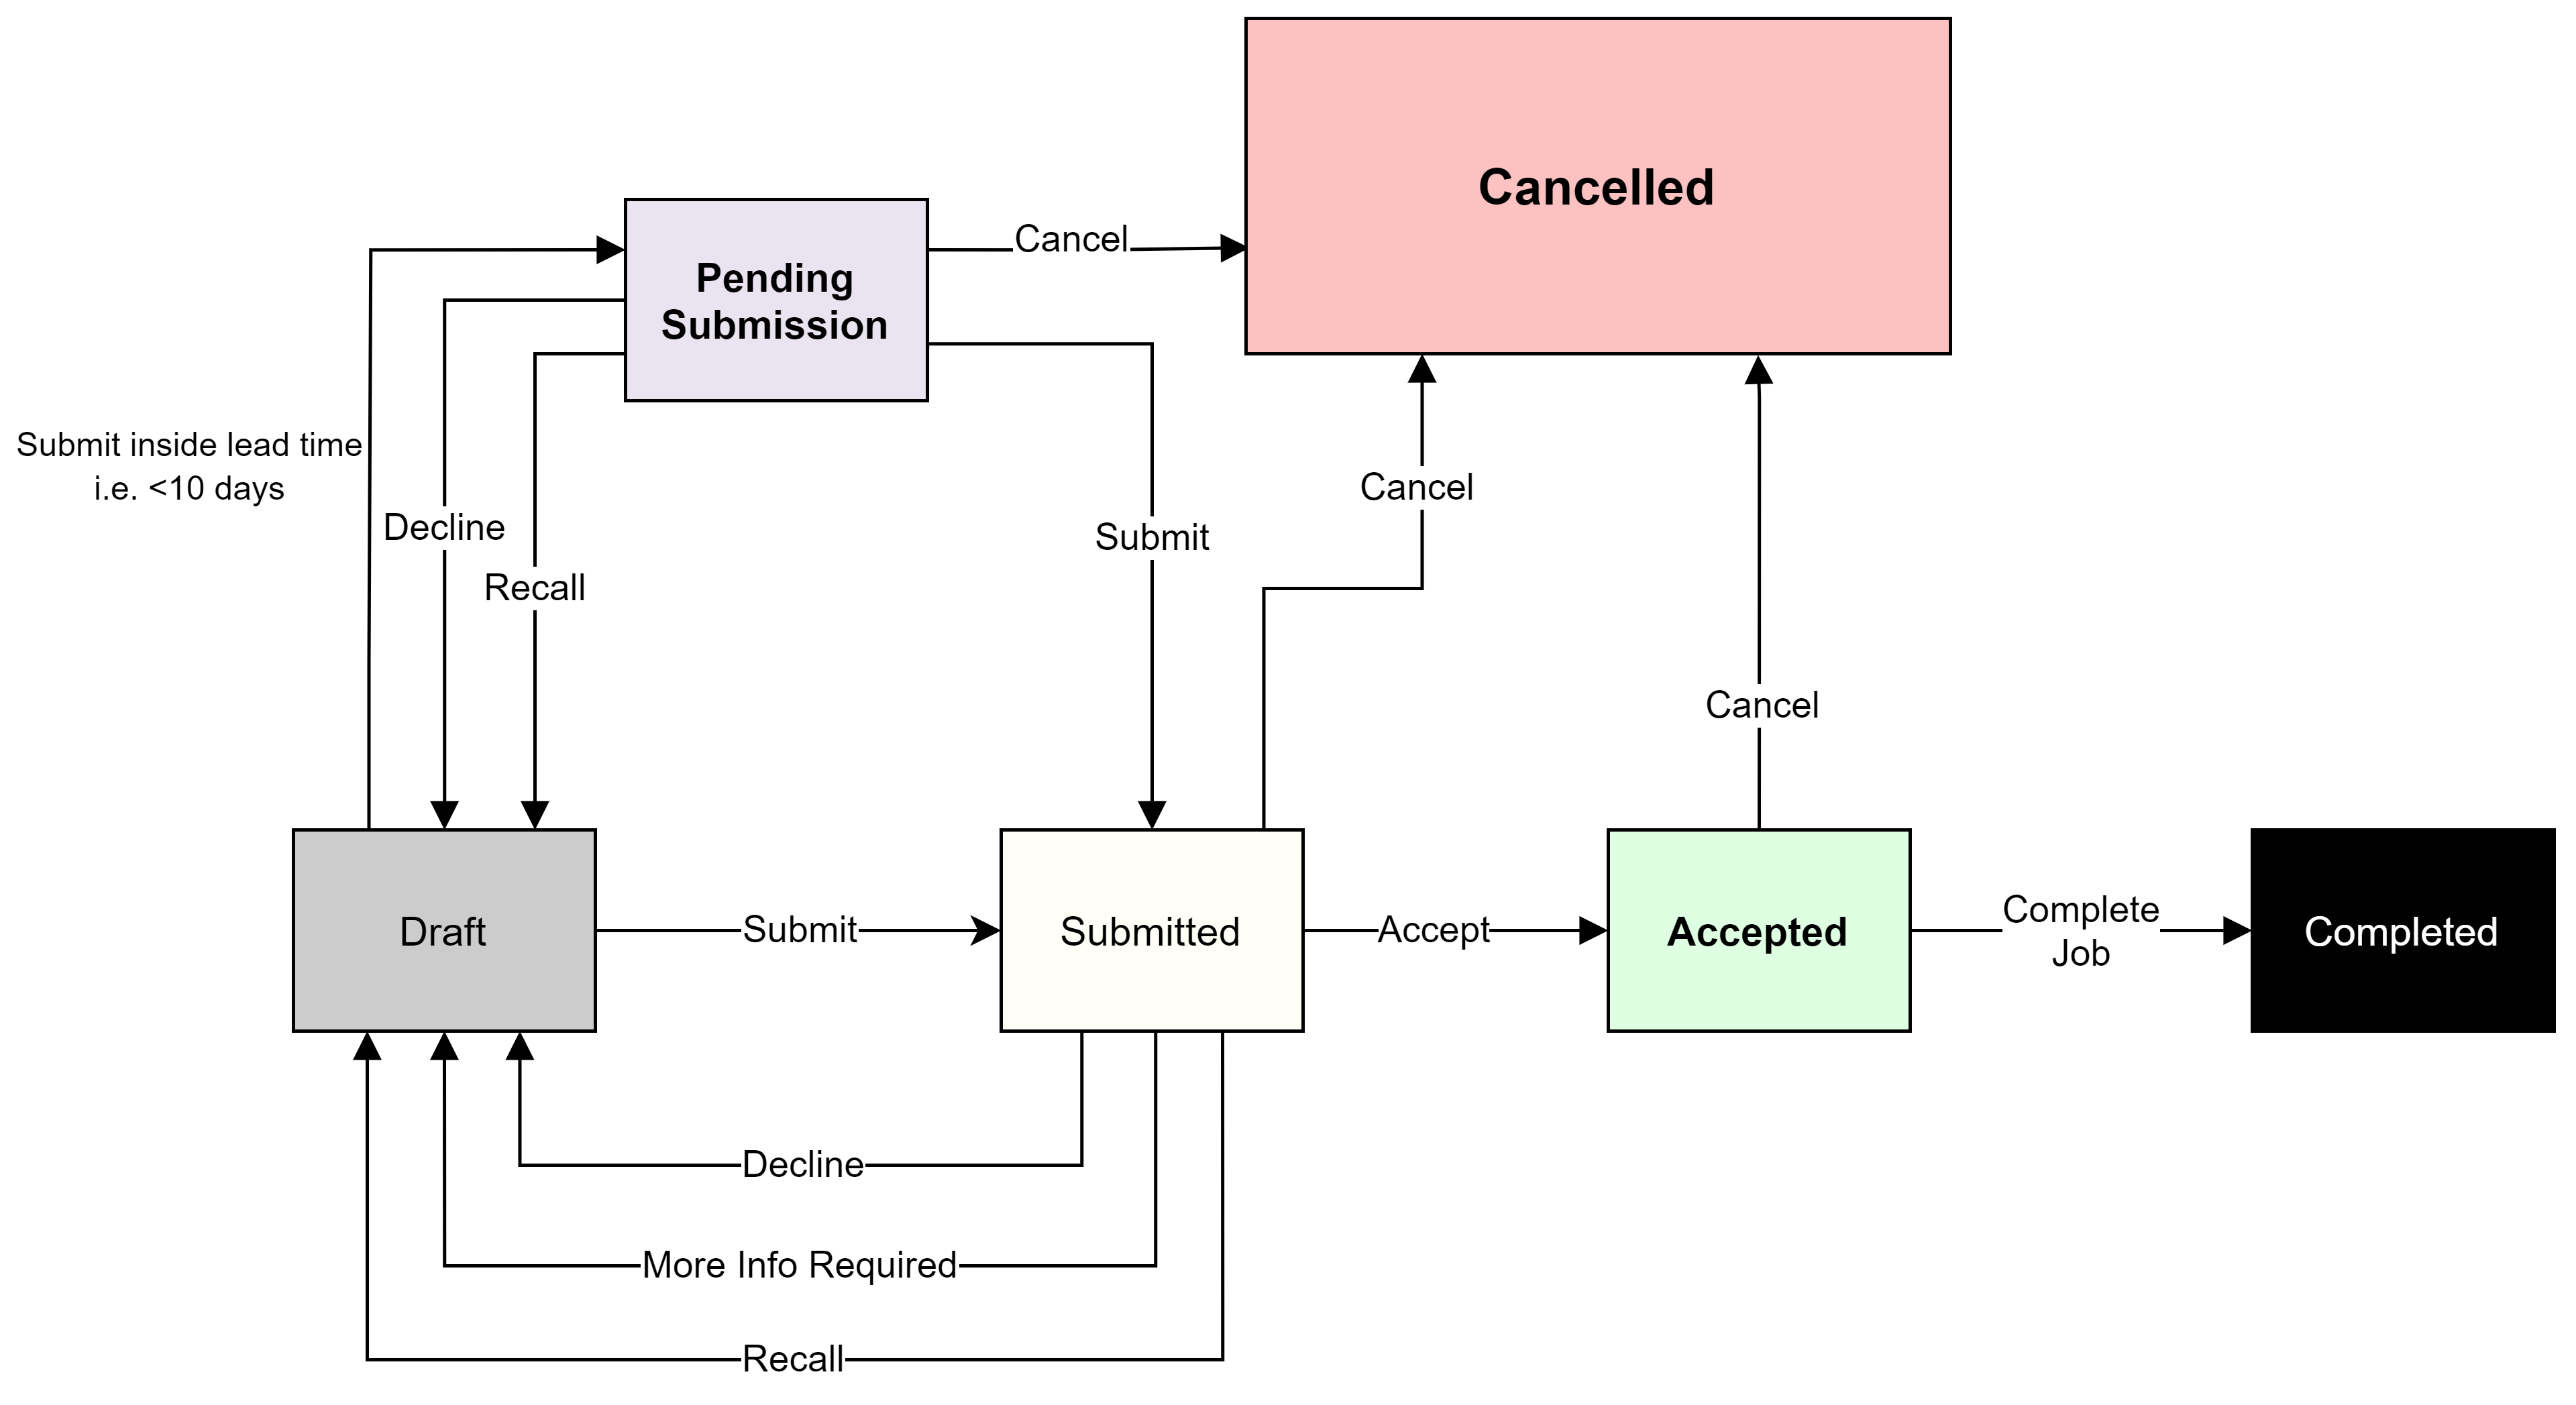 Cancelled
Pending
Submission
Cancel
Submit inside lead time
i.e. <10 days
Decline
Recall
Submit
Cancel
Cancel
Draft
Submit
Submitted
Accept
Accepted
Complete
Job
Completed
Decline
More Info Required
Recall